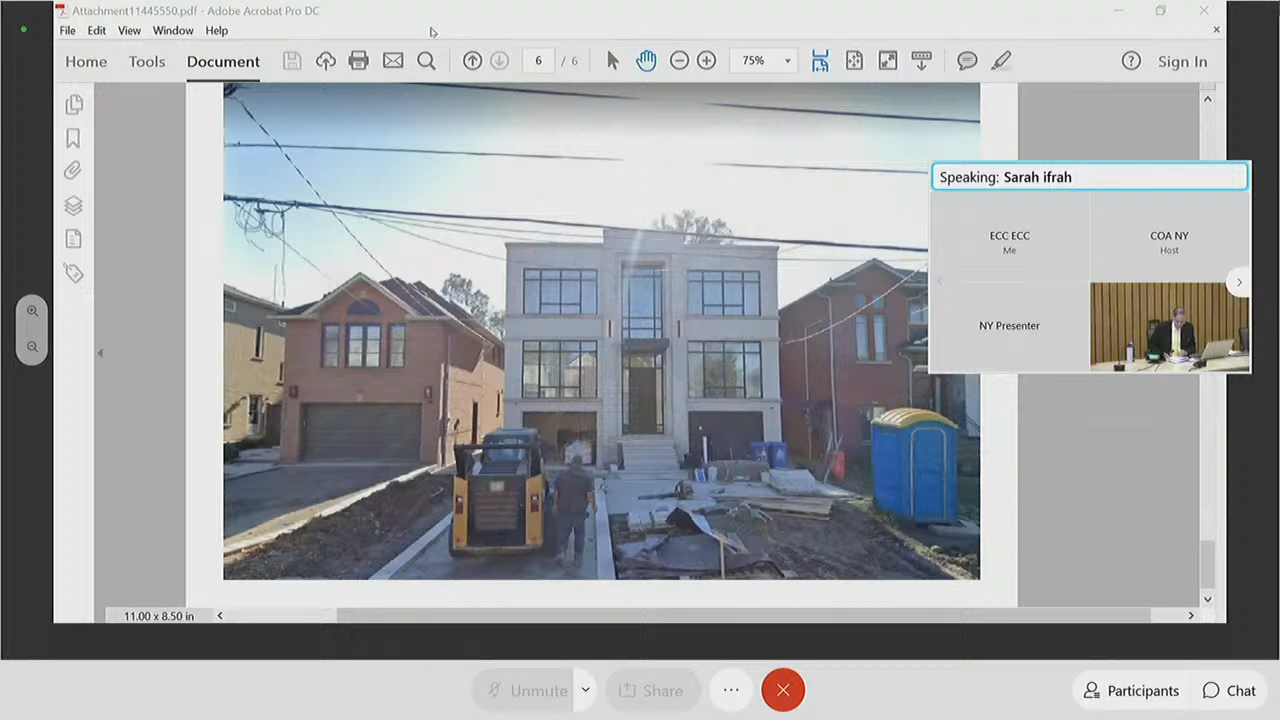 Attachment11445550.pdf - Adobe Acrobat Pro DC
File Edit View Window Help
Home Tools Document 6 / 6 75% Sign In
Speaking: Sarah ifrah
ECC ECC
Me
COA NY
Host
NY Presenter
11.00 x 8.50 in
Unmute Share Participants Chat